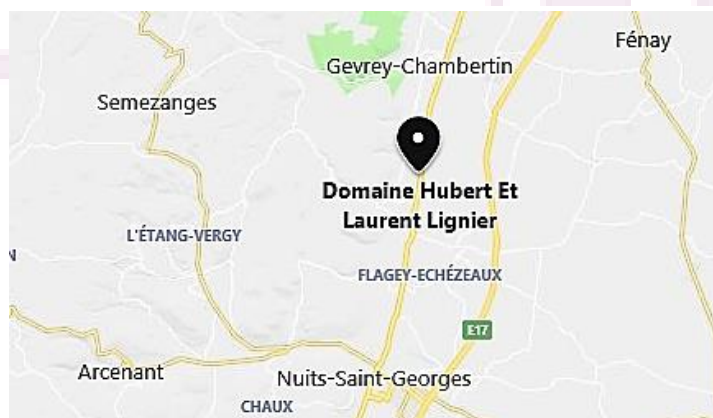 Fénay
Gevrey-Chambertin
Semezanges
Domaine Hubert Et
Laurent Lignier
L'ÉTANG-VERGY
N
FLAGEY-ECHÉZEAUX
E17
Arcenant
Nuits-Saint-Georges
CHAUX